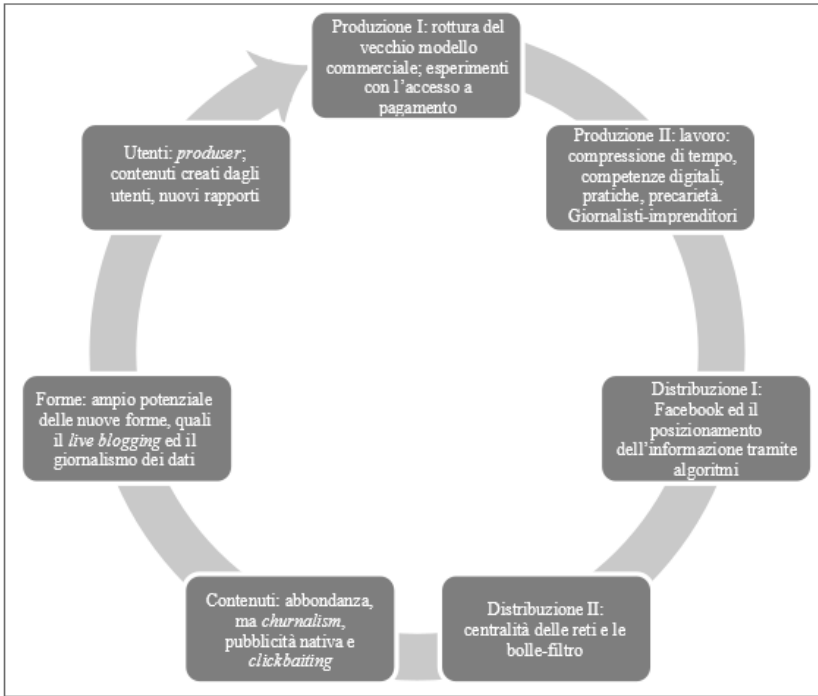 Produzione I: rottura del
vecchio modello
commerciale; esperimenti
con l'accesso a
pagamento
Produzione II: lavoro:
compressione di tempo,
competenze digitali,
pratiche, precarietà.
Giornalisti-imprenditori
Distribuzione I:
Facebook ed il
posizionamento
dell'informazione tramite
algoritmi
Distribuzione II:
centralità delle reti e le
bolle-filtro
Contenuti: abbondanza,
ma churnalism,
pubblicità nativa e
clickbaiting
Forme: ampio potenziale
delle nuove forme, quali
il live blogging ed il
giornalismo dei dati
Utenti: produser;
contenuti creati dagli
utenti, nuovi rapporti